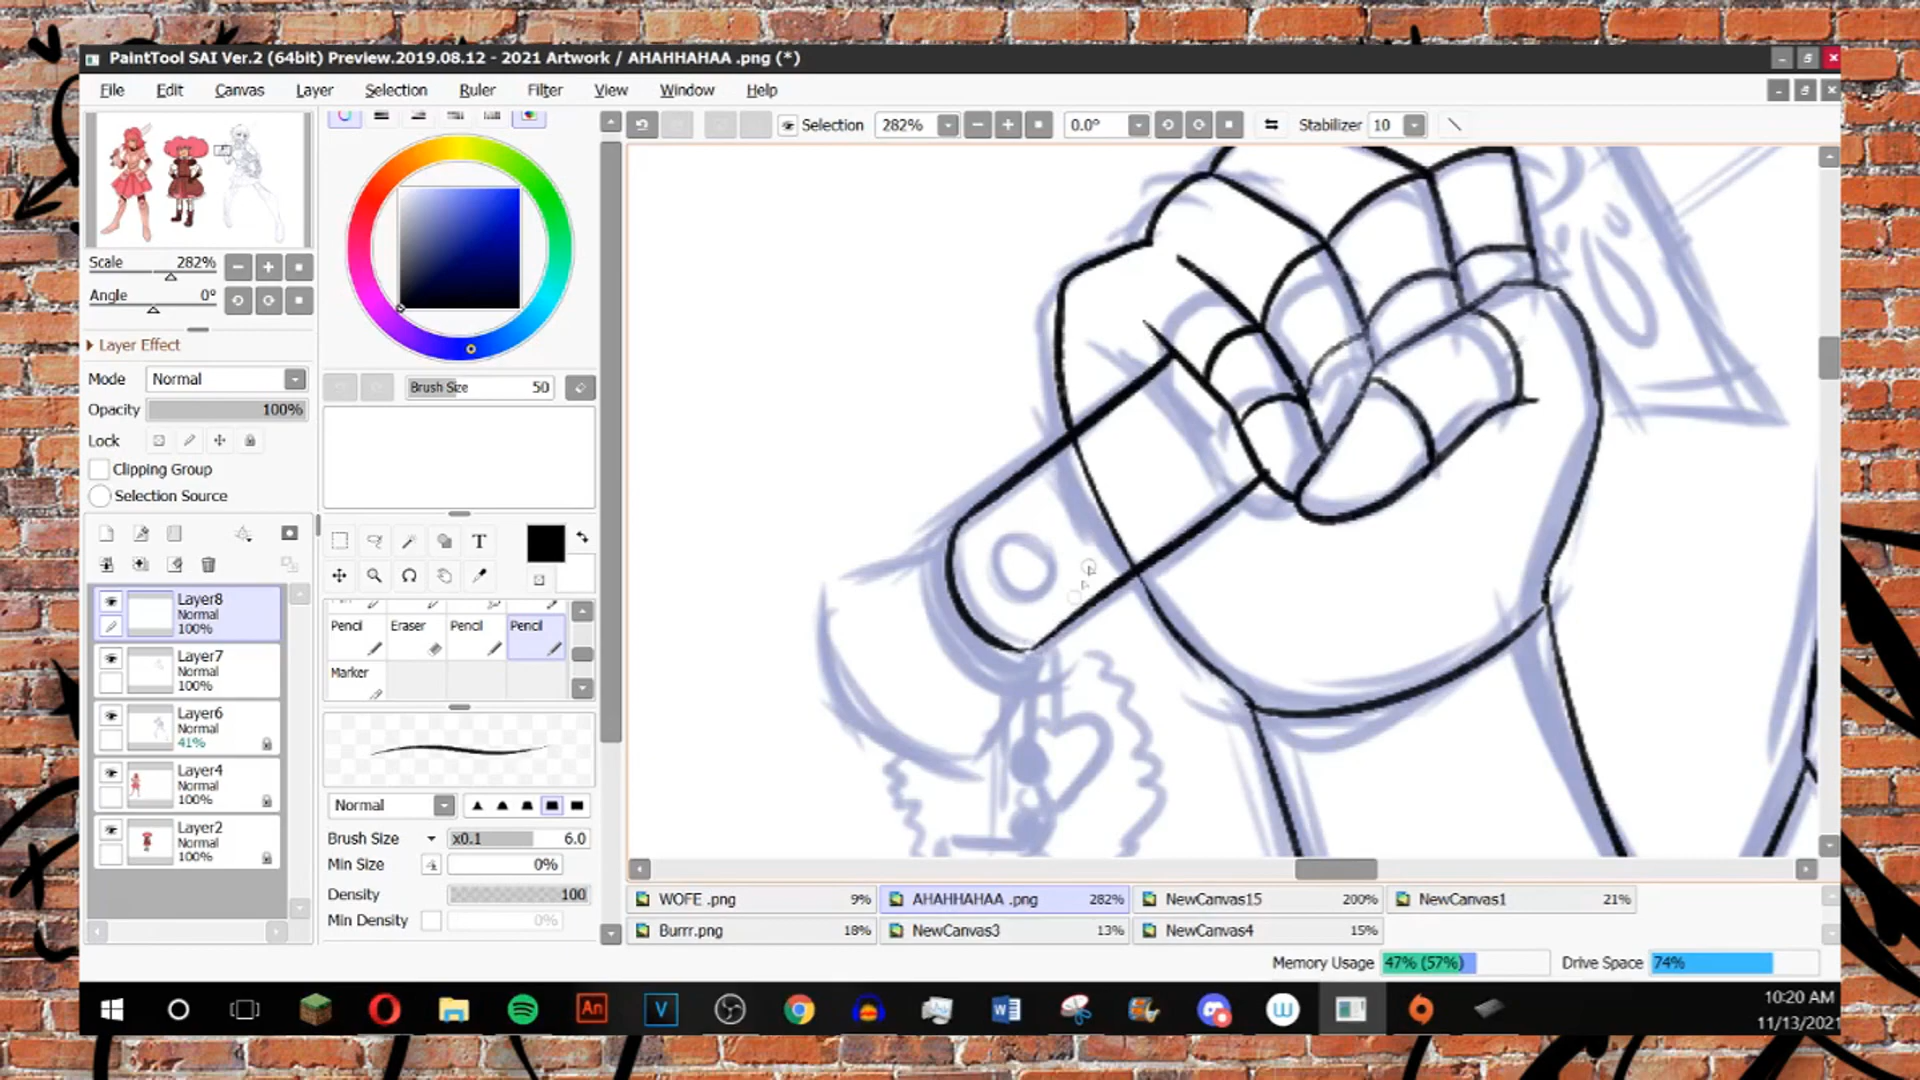 PaintTool SAI Ver.2 (64bit) Preview.2019.08.12 - 2021 Artwork / AHAHHAHAA .png (*)
File Edit Canvas Layer Selection Ruler Filter View Window Help
Selection 282% 0.0° Stabilizer 10
Scale 282%
Angle 0°
Layer Effect
Mode Normal
Opacity 100%
Lock
Clipping Group
Selection Source
Layer8
Normal
100%
Layer7
Normal
100%
Layer6
Normal
41%
Layer4
Normal
100%
Layer2
Normal
100%
Brush Size 50
T
Pencil Eraser Pencil Pencil
Marker
Normal
Brush Size x0.1 6.0
Min Size 0%
Density 100
Min Density 0%
WOFE .png 9% AHAHHAHAA .png 282% NewCanvas15 200% NewCanvas1 21%
Burrr.png 18% NewCanvas3 13% NewCanvas4 15%
Memory Usage 47% (57%) Drive Space 74%
An V W
10:20 AM
11/13/2021